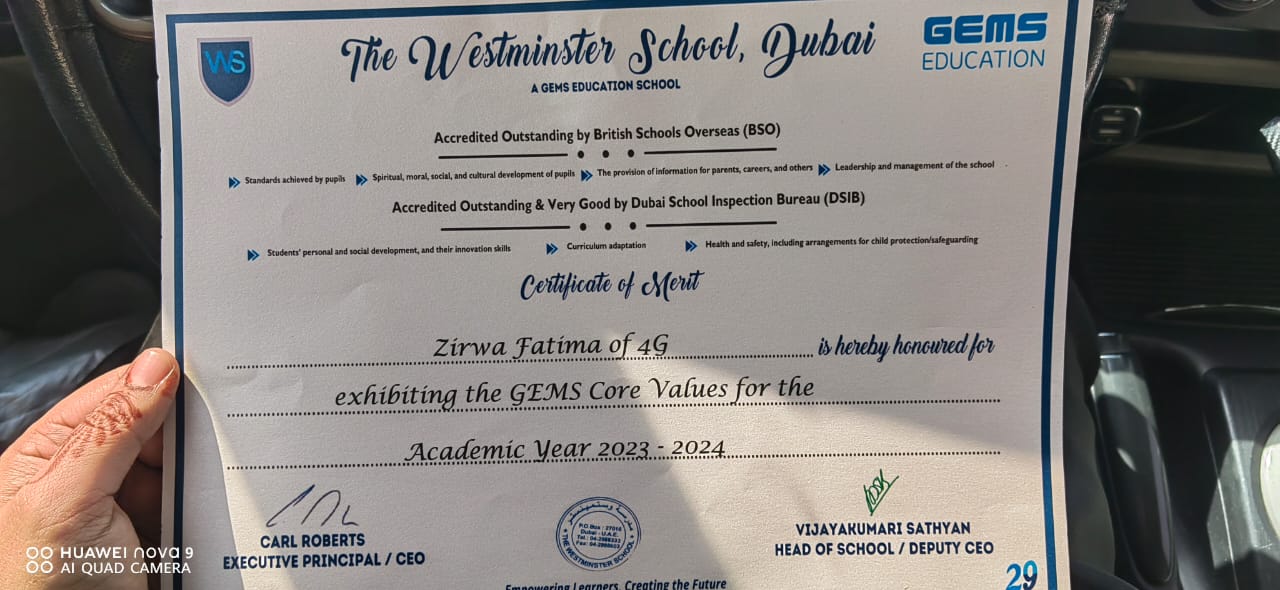 WS
The Westminster School, Dubai
GEMS
EDUCATION
A GEMS EDUCATION SCHOOL
Accredited Outstanding by British Schools Overseas (BSO)
Standards achieved by pupils Spiritual, moral, social, and cultural development of pupils The provision of information for parents, careers, and others Leadership and management of the school
Accredited Outstanding & Very Good by Dubai School Inspection Bureau (DSIB)
Students' personal and social development, and their innovation skills Curriculum adaptation Health and safety, including arrangements for child protection/safeguarding
Certificate of Merit
Zirwa Fatima of 4G is hereby honoured for
exhibiting the GEMS Core Values for the
Academic Year 2023 - 2024
CARL ROBERTS
EXECUTIVE PRINCIPAL / CEO
P.O.Box : 27016
Dubai - U.A.E.
THE WESTMINSTER SCHOOL
VIJAYAKUMARI SATHYAN
HEAD OF SCHOOL / DEPUTY CEO
Empowering Learners, Creating the Future
29
HUAWEI nova 9
AI QUAD CAMERA